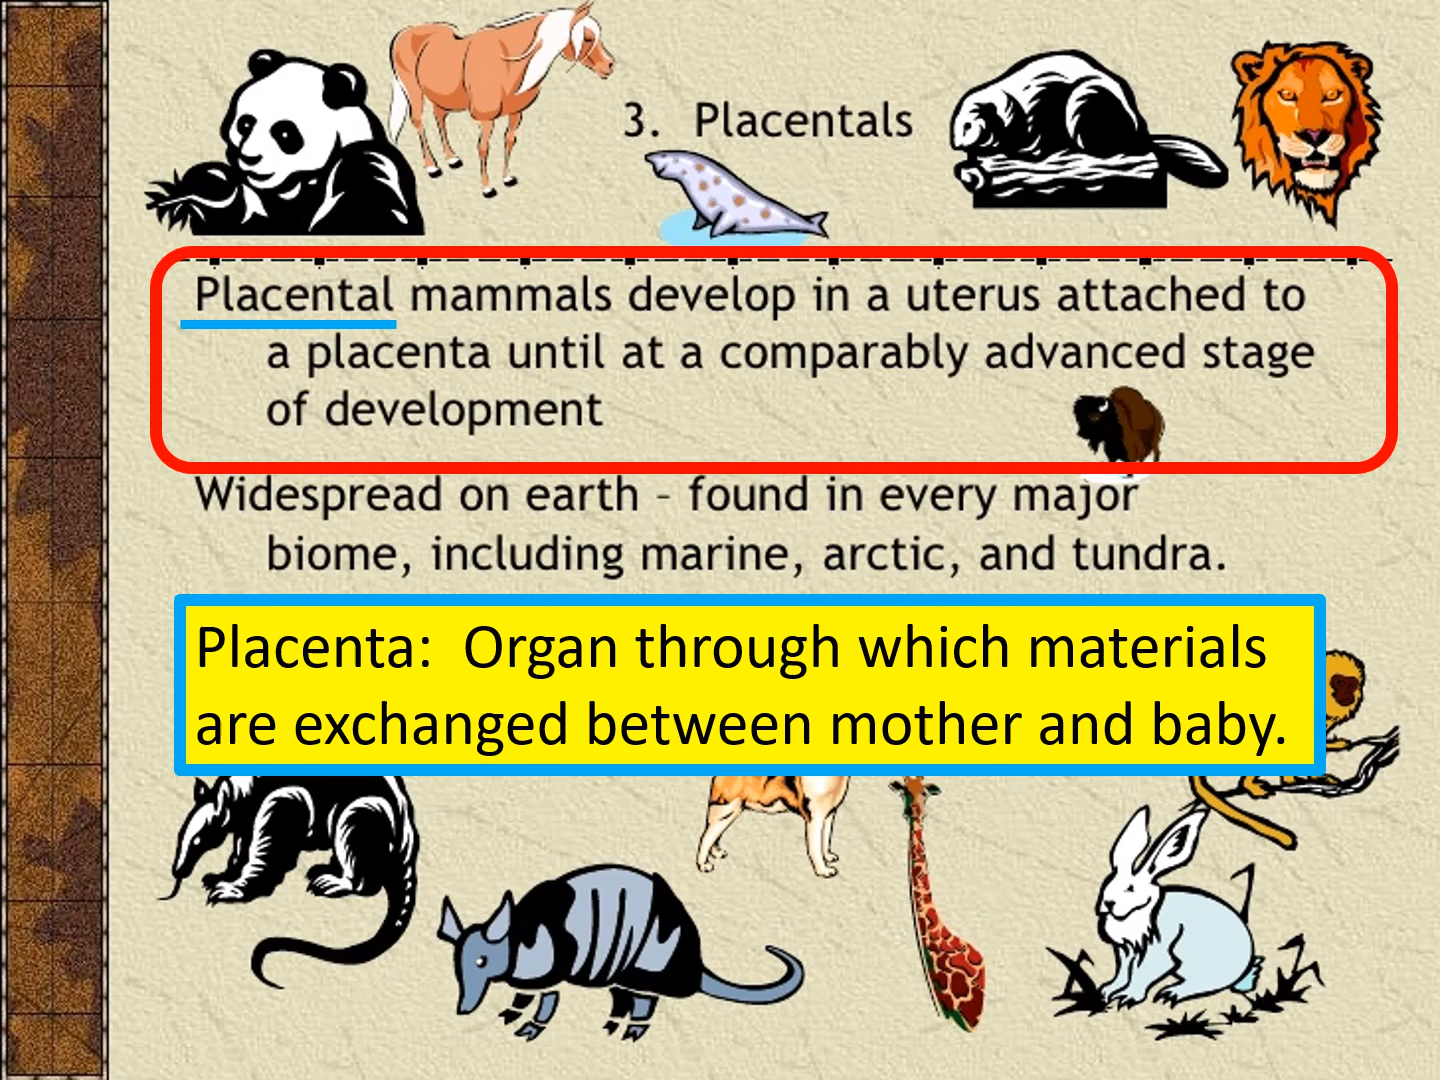 3. Placentals
Placental mammals develop in a uterus attached to
a placenta until at a comparably advanced stage
of development
Widespread on earth – found in every major
biome, including marine, arctic, and tundra.
Placenta: Organ through which materials
are exchanged between mother and baby.